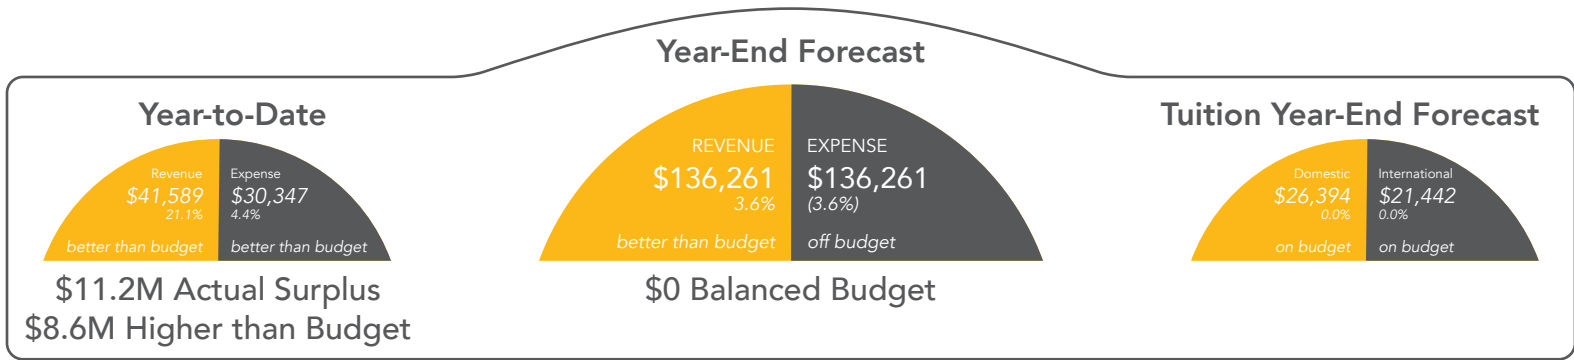 Year-to-Date
Revenue
$41,589
21.1%
better than budget
Expense
$30,347
4.4%
better than budget
$11.2M Actual Surplus
$8.6M Higher than Budget
Year-End Forecast
REVENUE
$136,261
3.6%
better than budget
EXPENSE
$136,261
(3.6%)
off budget
$0 Balanced Budget
Tuition Year-End Forecast
Domestic
$26,394
0.0%
on budget
International
$21,442
0.0%
on budget